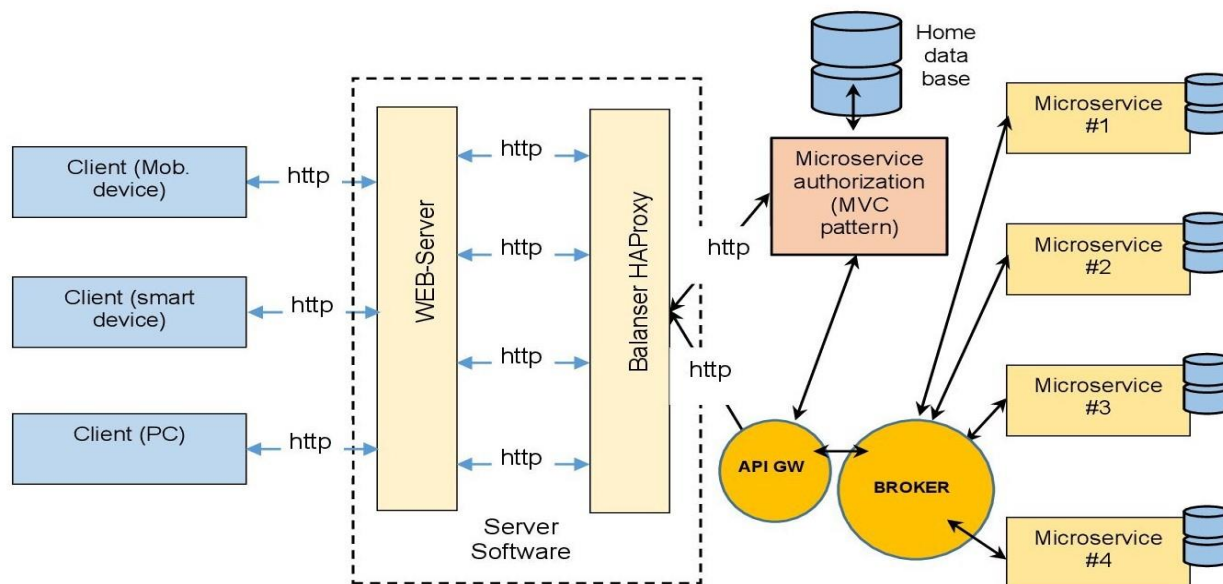 Client (Mob.
device)
http
Client (smart
device)
http
Client (PC)
http
WEB-Server
http
http
http
http
Balanser HAProxy
Server
Software
http
http
Home
data
base
Microservice
authorization
(MVC
pattern)
API GW
BROKER
Microservice
#1
Microservice
#2
Microservice
#3
Microservice
#4